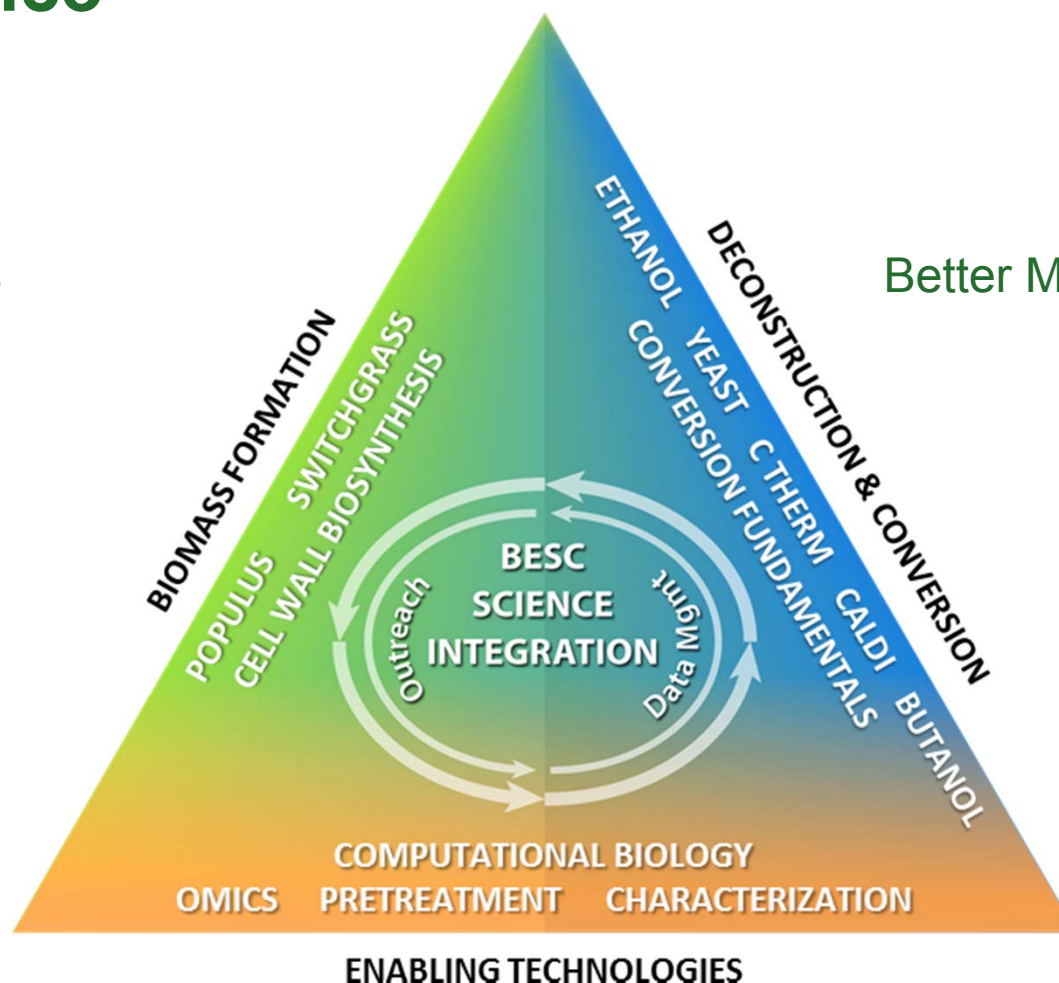 Better M
BIOMASS FORMATION
POPULUS SWITCHGRASS
CELL WALL BIOSYNTHESIS
DECONSTRUCTION & CONVERSION
ETHANOL YEAST C THERM CALDI BUTANOL
CONVERSION FUNDAMENTALS
BESC
SCIENCE
INTEGRATION
Outreach
Data Mgmt
COMPUTATIONAL BIOLOGY
OMICS PRETREATMENT CHARACTERIZATION
ENABLING TECHNOLOGIES